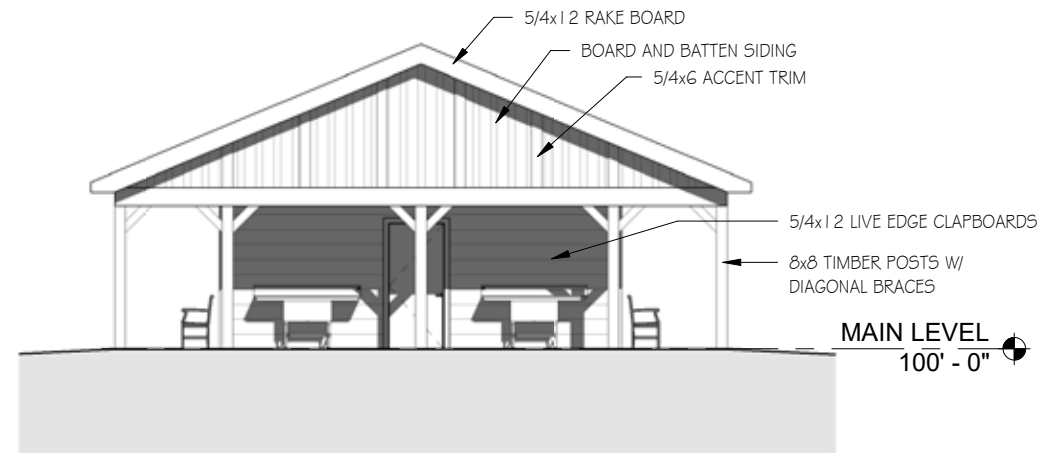 5/4x12 RAKE BOARD
BOARD AND BATTEN SIDING
5/4x6 ACCENT TRIM
5/4x12 LIVE EDGE CLAPBOARDS
8x8 TIMBER POSTS W/
DIAGONAL BRACES
MAIN LEVEL
100' - 0"